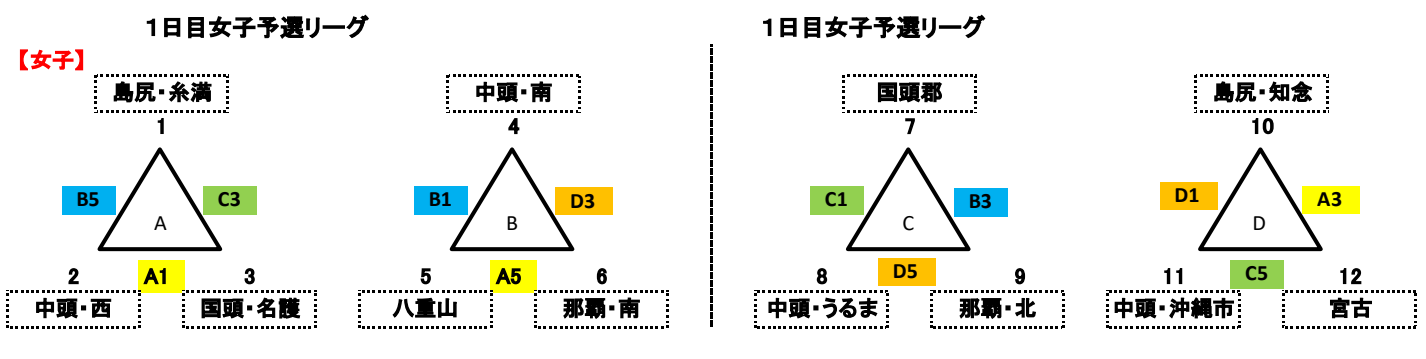 1日目女子予選リーグ 1日目女子予選リーグ
【女子】
島尻・糸満 中頭・南 国頭郡 島尻・知念
1 4 7 10
B5 A C3 B1 B D3 C1 C B3 D1 D A3
2 A1 3 5 A5 6 8 D5 9 11 C5 12
中頭・西 国頭・名護 八重山 那覇・南 中頭・うるま 那覇・北 中頭・沖縄市 宮古